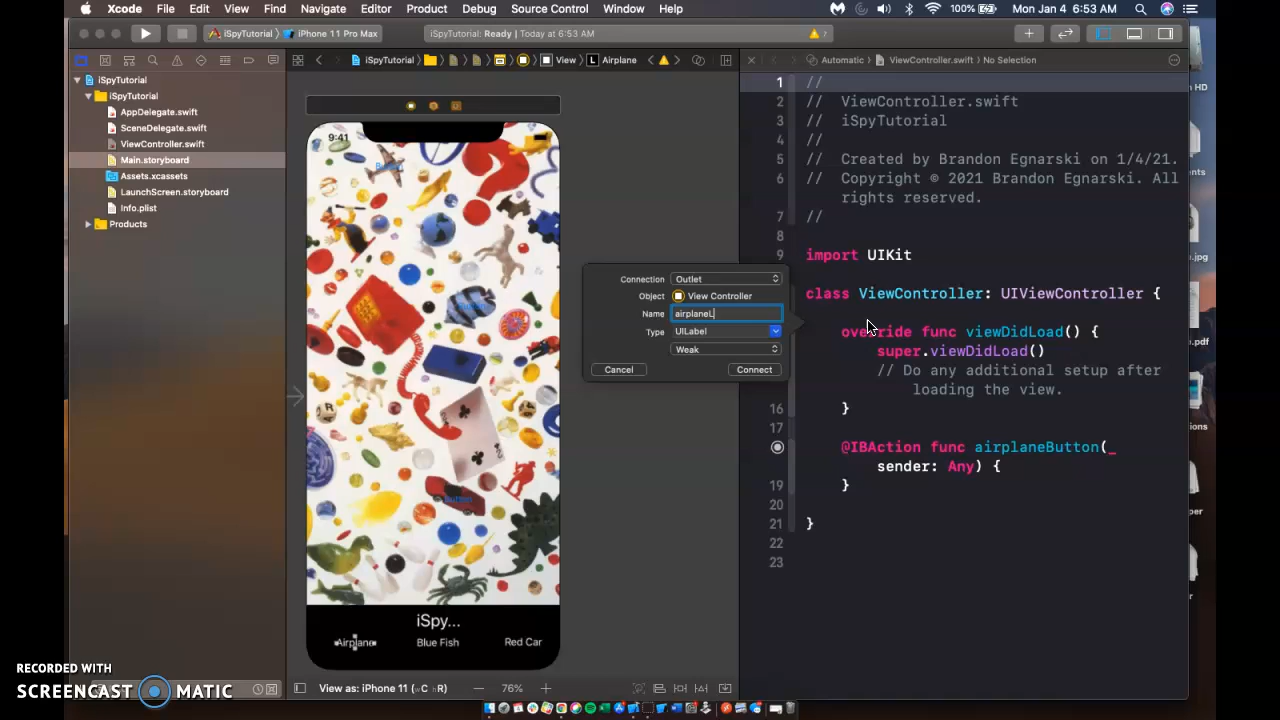 Xcode File Edit View Find Navigate Editor Product Debug Source Control Window Help 100% Mon Jan 4 6:53 AM
iSpyTutorial iPhone 11 Pro Max iSpyTutorial: Ready | Today at 6:53 AM 7
iSpyTutorial View L Airplane Automatic ViewController.swift No Selection
iSpyTutorial
iSpyTutorial
AppDelegate.swift
SceneDelegate.swift
ViewController.swift
Main.storyboard
Assets.xcassets
LaunchScreen.storyboard
Info.plist
Products
9:41
Button
Connection Outlet
Object View Controller
Name airplaneL
Type UILabel
Weak
Cancel Connect
iSpy...
Airplane Blue Fish Red Car
View as: iPhone 11 (wC hR) 76%
1 //
2 // ViewController.swift
3 // iSpyTutorial
4 //
5 // Created by Brandon Egnarski on 1/4/21.
6 // Copyright © 2021 Brandon Egnarski. All
rights reserved.
7 //
8
9 import UIKit
class ViewController: UIViewController {
override func viewDidLoad() {
super.viewDidLoad()
// Do any additional setup after
loading the view.
16 }
17
@IBAction func airplaneButton(_
sender: Any) {
19 }
20
21 }
22
23
HD
.jpg
.pdf
RECORDED WITH
SCREENCAST MATIC